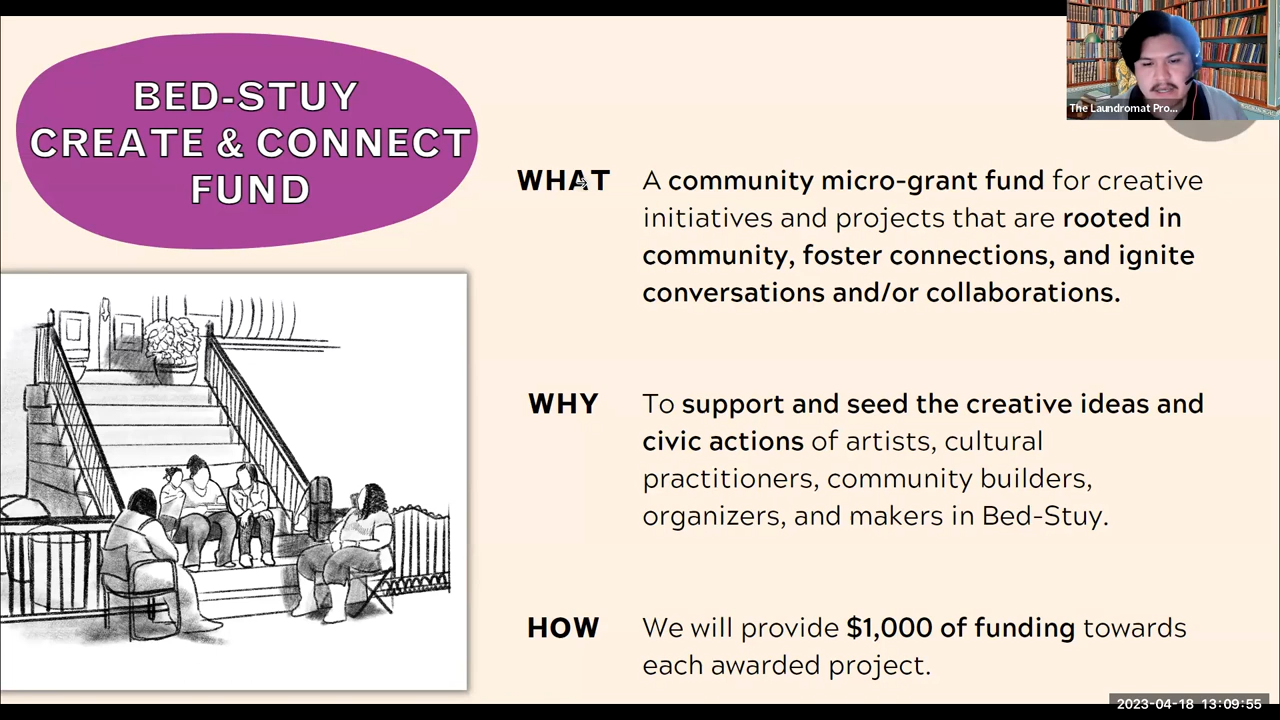 BED-STUY
CREATE & CONNECT
FUND
The Laundromat Pro...
WHAT
A community micro-grant fund for creative
initiatives and projects that are rooted in
community, foster connections, and ignite
conversations and/or collaborations.
WHY
To support and seed the creative ideas and
civic actions of artists, cultural
practitioners, community builders,
organizers, and makers in Bed-Stuy.
HOW
We will provide $1,000 of funding towards
each awarded project.
2023-04-18 13:09:55